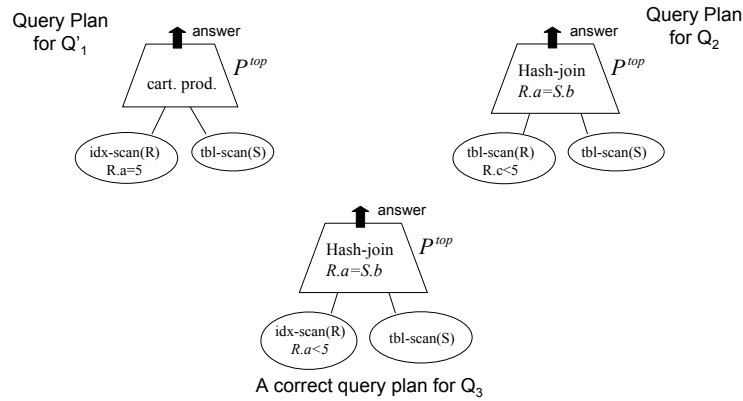 Query Plan
for Q'1
answer
cart. prod.
P^top
idx-scan(R)
R.a=5
tbl-scan(S)
Query Plan
for Q2
answer
Hash-join
R.a=S.b
P^top
tbl-scan(R)
R.c<5
tbl-scan(S)
answer
Hash-join
R.a=S.b
P^top
idx-scan(R)
R.a<5
tbl-scan(S)
A correct query plan for Q3